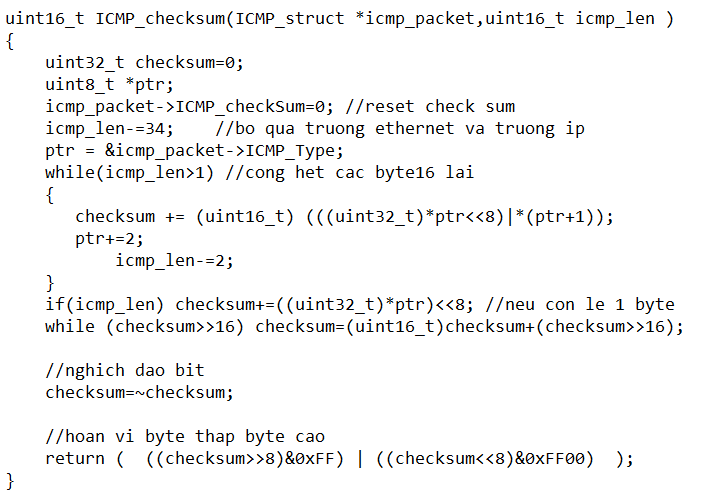 uint16_t ICMP_checksum(ICMP_struct *icmp_packet,uint16_t icmp_len )
{
    uint32_t checksum=0;
    uint8_t *ptr;
    icmp_packet->ICMP_checkSum=0; //reset check sum
    icmp_len-=34;    //bo qua truong ethernet va truong ip
    ptr = &icmp_packet->ICMP_Type;
    while(icmp_len>1) //cong het cac byte16 lai
    {
       checksum += (uint16_t) (((uint32_t)*ptr<<8)|*(ptr+1));
       ptr+=2;
           icmp_len-=2;
    }
    if(icmp_len) checksum+=((uint32_t)*ptr)<<8; //neu con le 1 byte
    while (checksum>>16) checksum=(uint16_t)checksum+(checksum>>16);

    //nghich dao bit
    checksum=~checksum;

    //hoan vi byte thap byte cao
    return (  ((checksum>>8)&0xFF) | ((checksum<<8)&0xFF00)  );
}